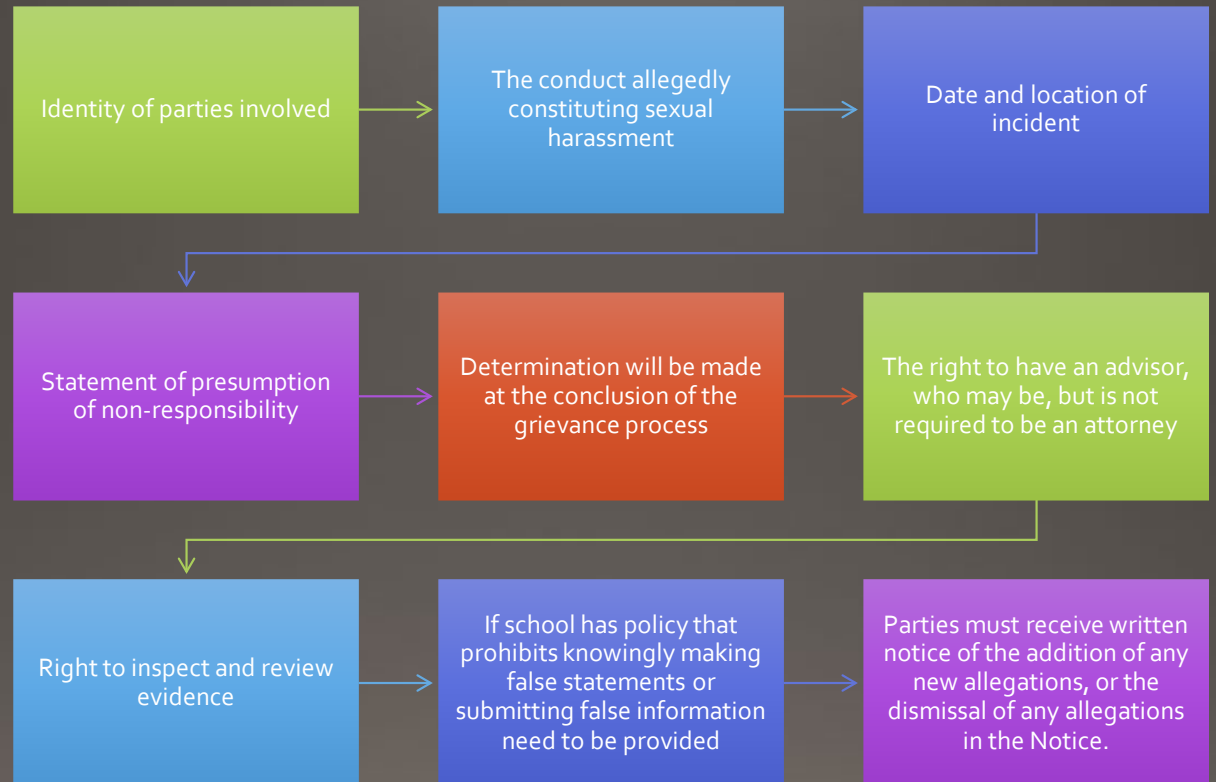 Identity of parties involved
The conduct allegedly
constituting sexual
harassment
Date and location of
incident
Statement of presumption
of non-responsibility
Determination will be made
at the conclusion of the
grievance process
The right to have an advisor,
who may be, but is not
required to be an attorney
Right to inspect and review
evidence
If school has policy that
prohibits knowingly making
false statements or
submitting false information
need to be provided
Parties must receive written
notice of the addition of any
new allegations, or the
dismissal of any allegations
in the Notice.